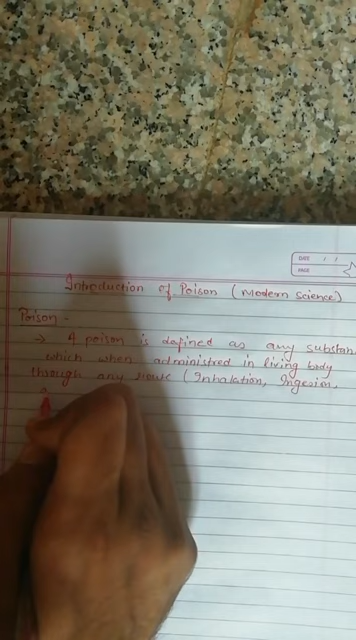 DATE / /
PAGE
Introduction of Poison (Modern Science)
Poison -
→ A poison is defined as any substan
which when administred in living body
through any route (Inhalation, Ingesion,
a